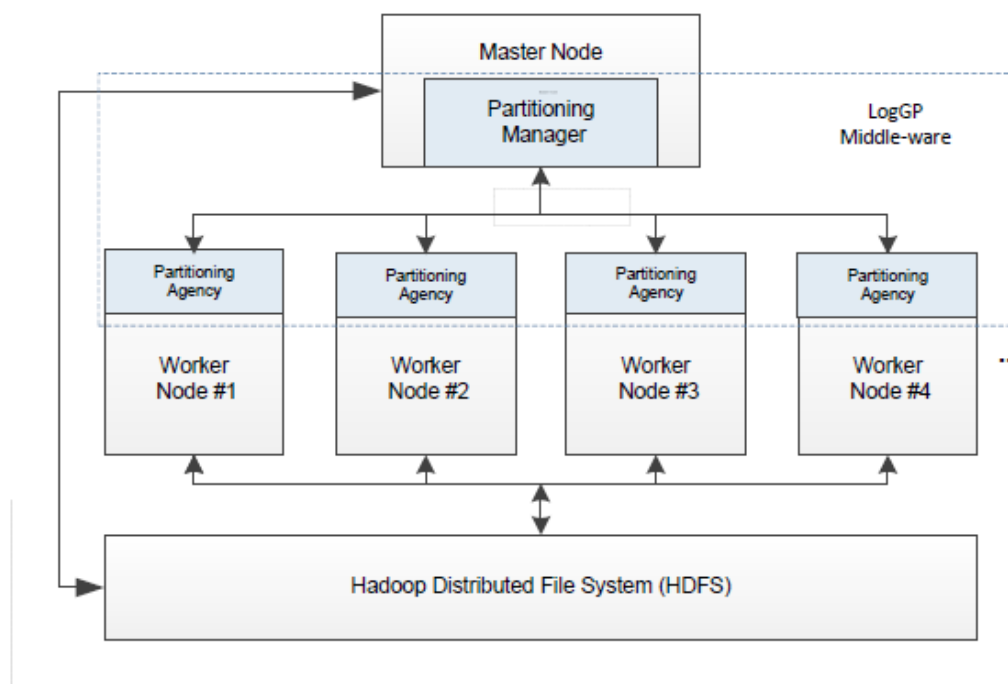 Master Node
Partitioning
Manager
LogGP
Middle-ware
Partitioning
Agency
Partitioning
Agency
Partitioning
Agency
Partitioning
Agency
Worker
Node #1
Worker
Node #2
Worker
Node #3
Worker
Node #4
..
Hadoop Distributed File System (HDFS)